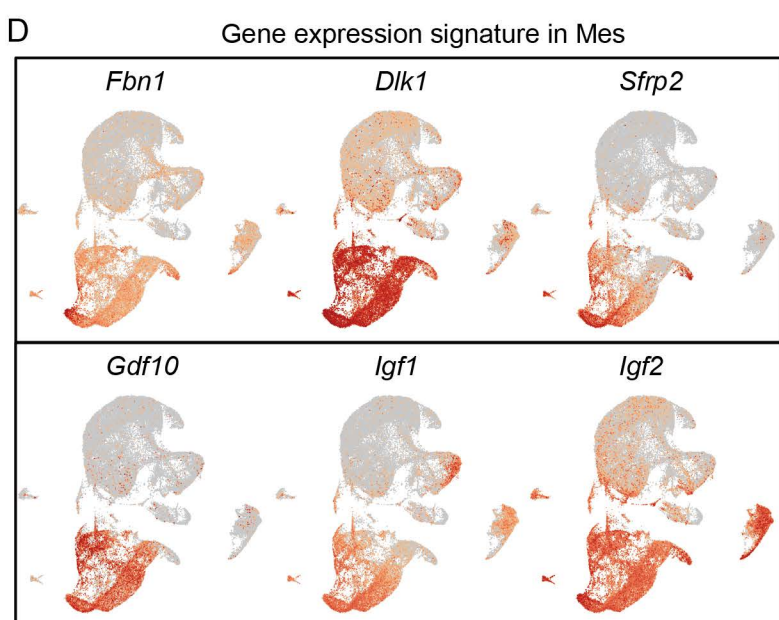 D
Gene expression signature in Mes
Fbn1 Dlk1 Sfrp2
Gdf10 Igf1 Igf2